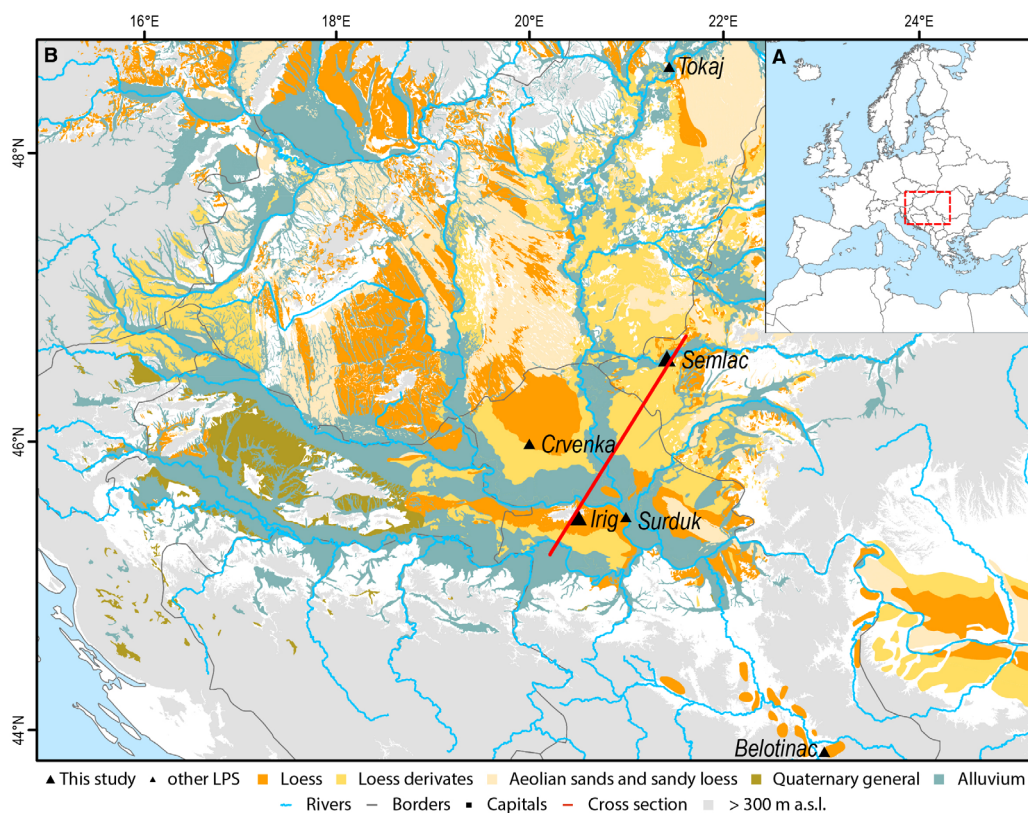 16°E 18°E 20°E 22°E 24°E
B
A
Tokaj
48°N
Semlac
46°N
Crvenka
Irig
Surduk
44°N
Belotinac
This study other LPS Loess Loess derivates Aeolian sands and sandy loess Quaternary general Alluvium
Rivers Borders Capitals Cross section > 300 m a.s.l.